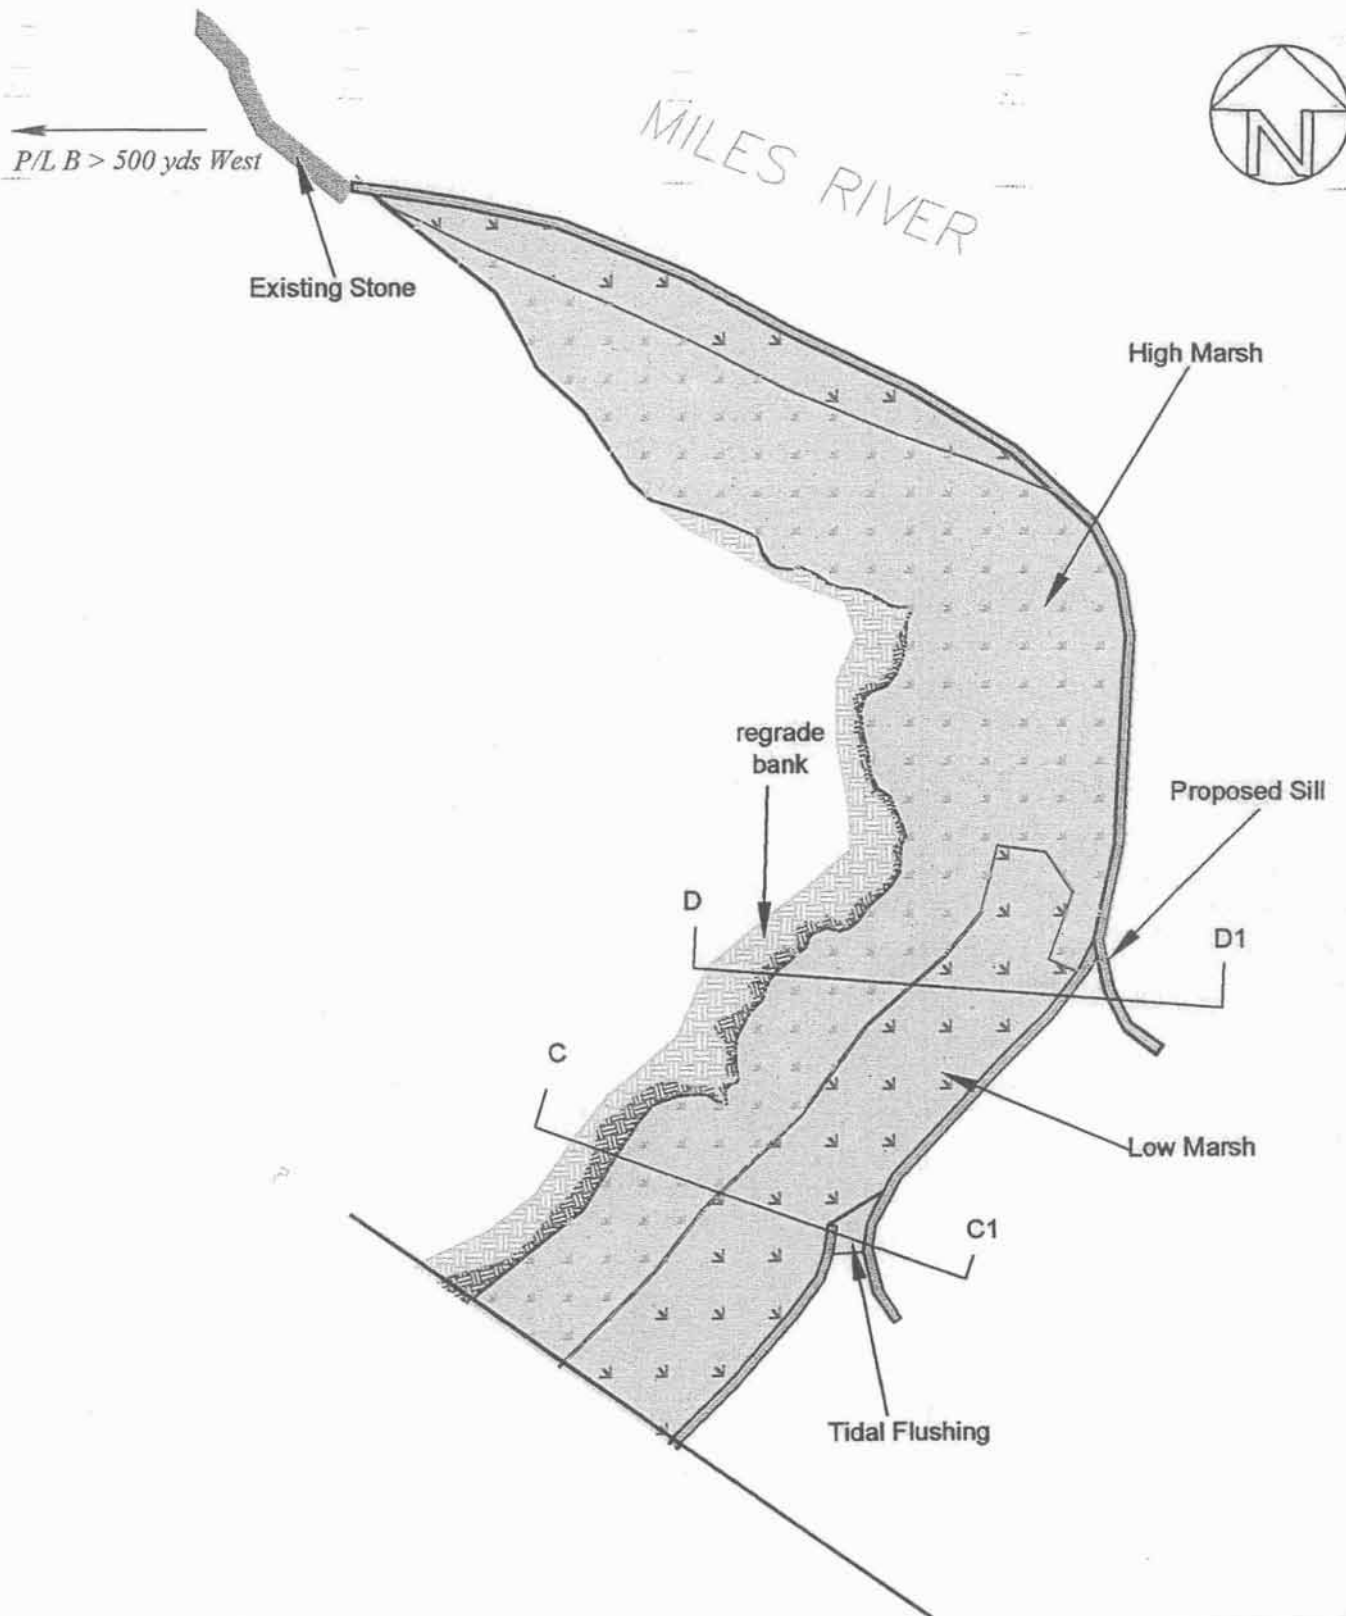 MILES RIVER
N
P/L B > 500 yds West
Existing Stone
High Marsh
regrade
bank
Proposed Sill
D
D1
C
Low Marsh
C1
Tidal Flushing